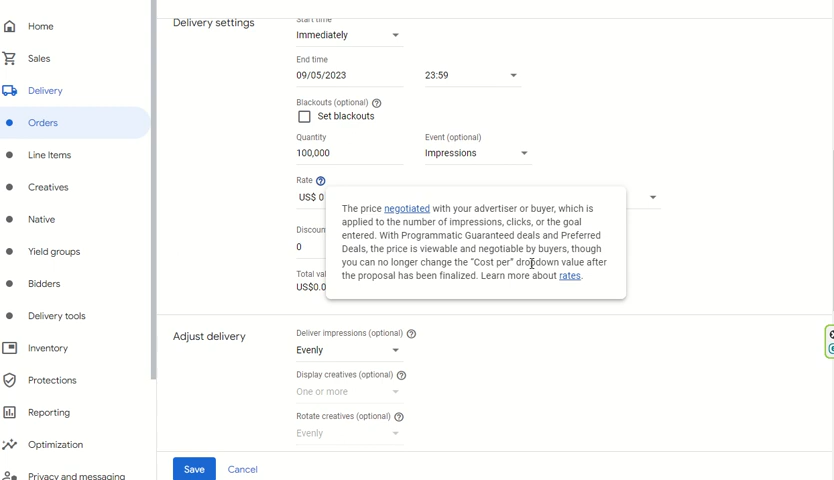 Home
Sales
Delivery
Orders
Line Items
Creatives
Native
Yield groups
Bidders
Delivery tools
Inventory
Protections
Reporting
Optimization
Privacy and messaging
Delivery settings
Start time
Immediately
End time
09/05/2023 23:59
Blackouts (optional)
Set blackouts
Quantity Event (optional)
100,000 Impressions
Rate
US$ 0
The price negotiated with your advertiser or buyer, which is
applied to the number of impressions, clicks, or the goal
entered. With Programmatic Guaranteed deals and Preferred
Deals, the price is viewable and negotiable by buyers, though
you can no longer change the “Cost per” dropdown value after
the proposal has been finalized. Learn more about rates.
Discoun
0
Total val
US$0.0
Adjust delivery
Deliver impressions (optional)
Evenly
Display creatives (optional)
One or more
Rotate creatives (optional)
Evenly
Save Cancel